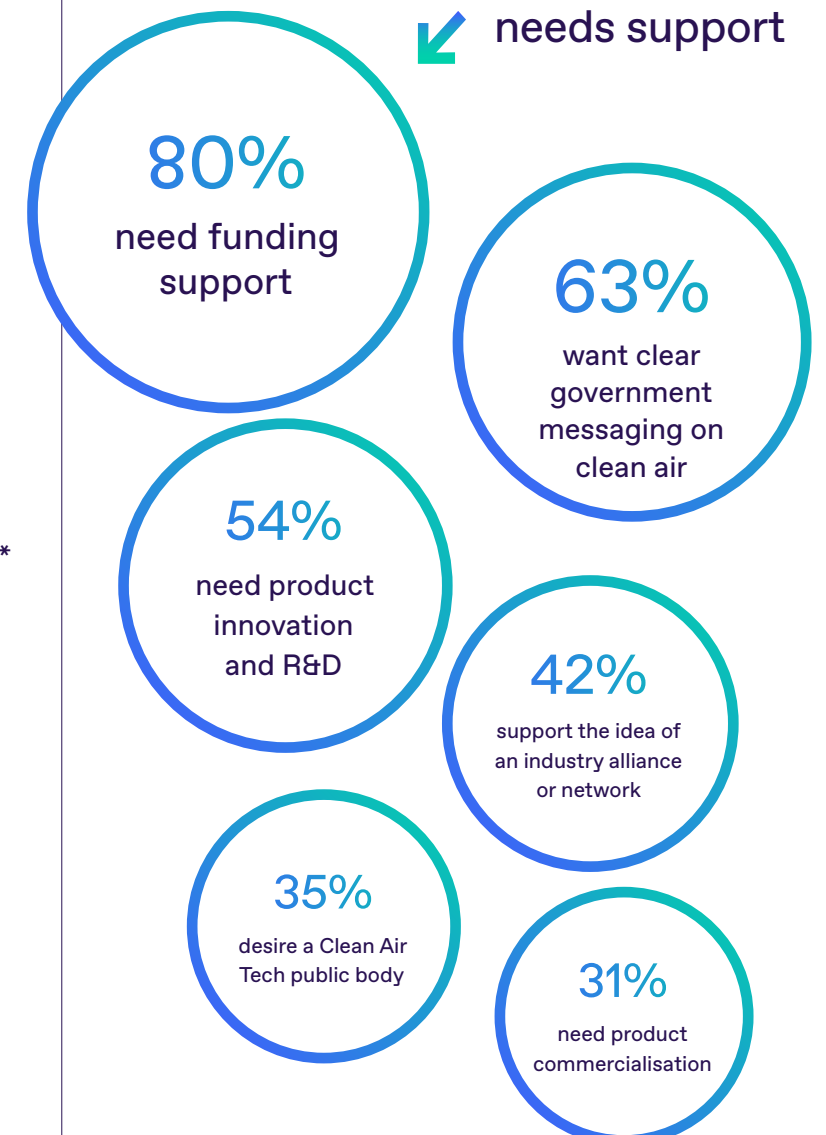 needs support
80%
need funding
support
63%
want clear
government
messaging on
clean air
54%
need product
innovation
and R&D
*
42%
support the idea of
an industry alliance
or network
35%
desire a Clean Air
Tech public body
31%
need product
commercialisation